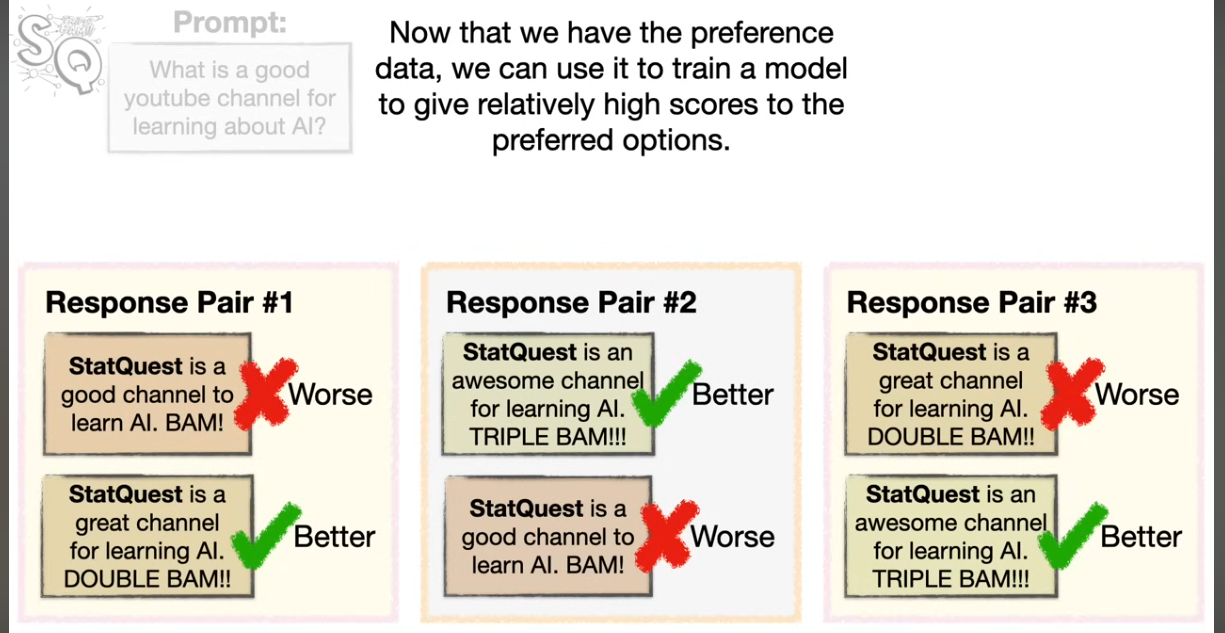 SQ
Prompt:
What is a good
youtube channel for
learning about AI?
Now that we have the preference
data, we can use it to train a model
to give relatively high scores to the
preferred options.
Response Pair #1
StatQuest is a
good channel to
learn AI. BAM!
Worse
StatQuest is a
great channel
for learning AI.
DOUBLE BAM!!
Better
Response Pair #2
StatQuest is an
awesome channel
for learning AI.
TRIPLE BAM!!!
Better
StatQuest is a
good channel to
learn AI. BAM!
Worse
Response Pair #3
StatQuest is a
great channel
for learning AI.
DOUBLE BAM!!
Worse
StatQuest is an
awesome channel
for learning AI.
TRIPLE BAM!!!
Better